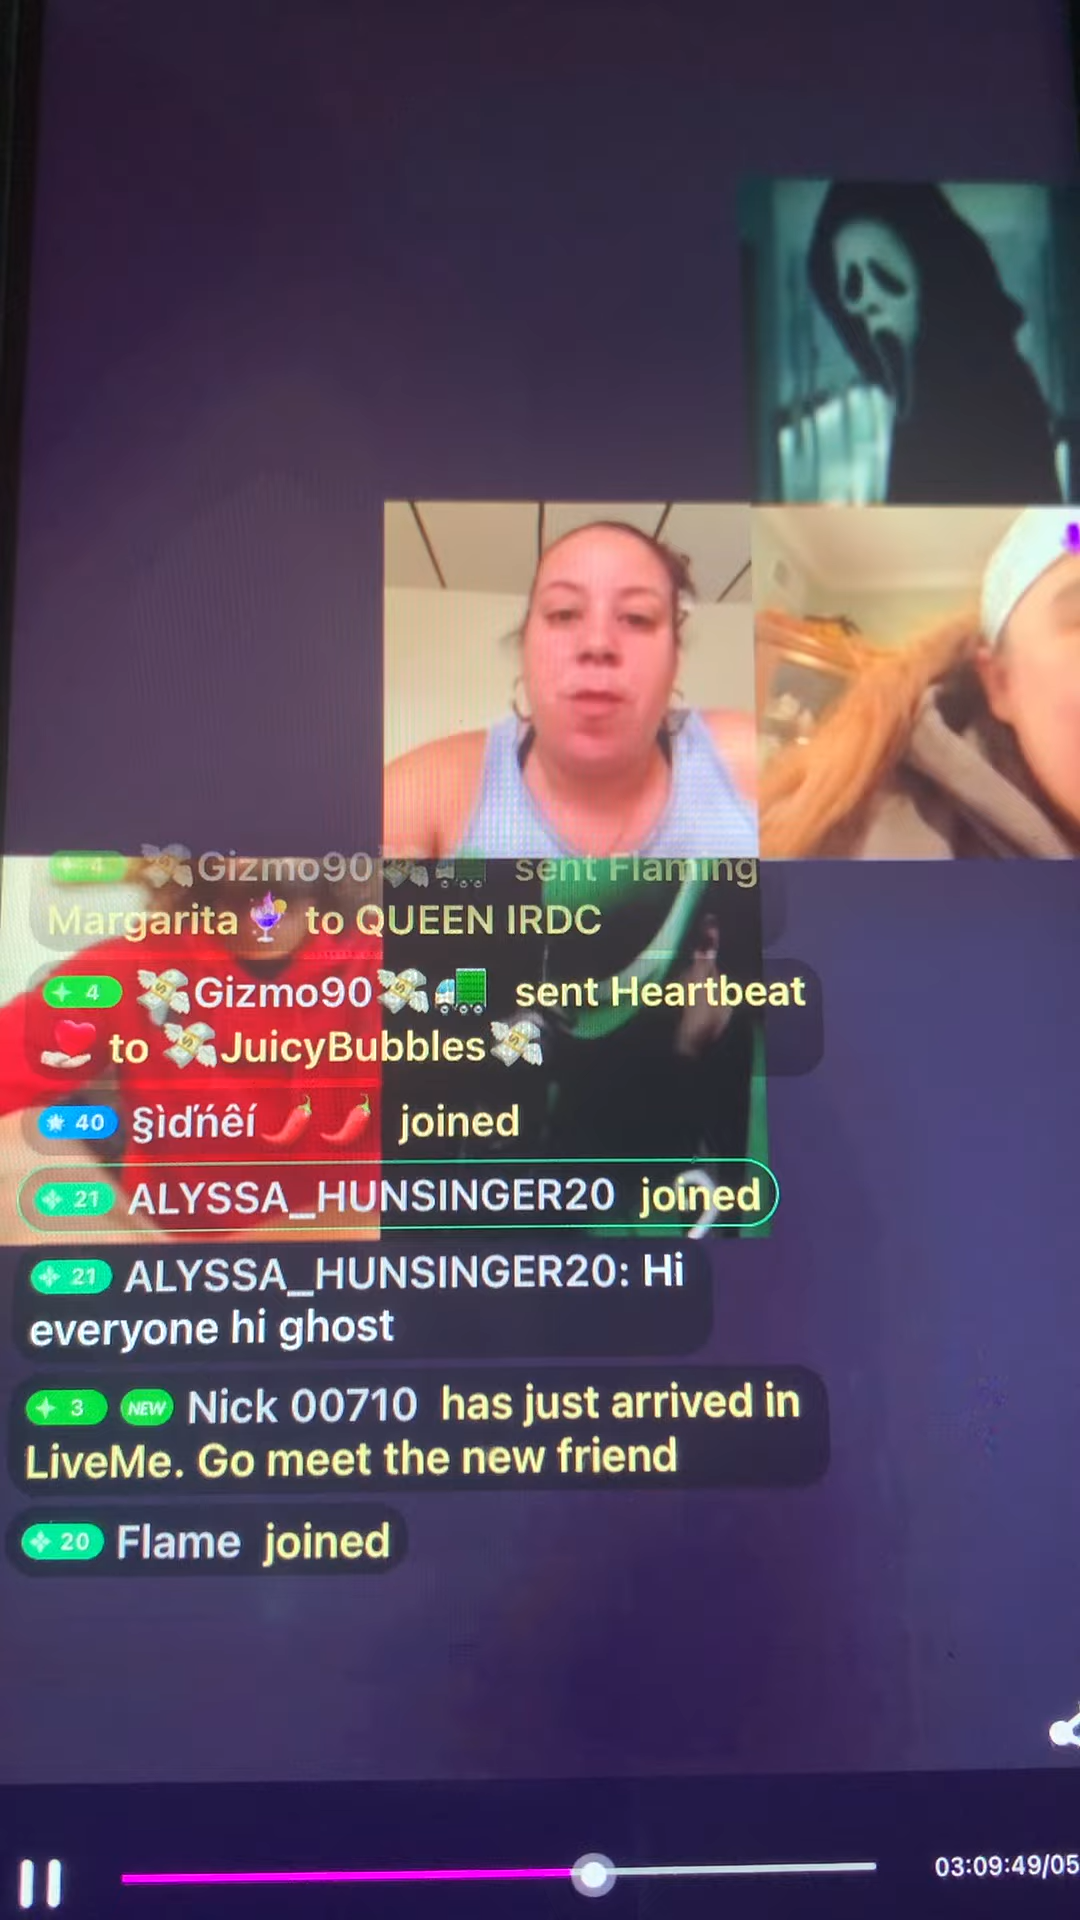 4 💸Gizmo90💸🚛 sent Flaming
Margarita🍹 to QUEEN IRDC
4 💸Gizmo90💸🚛 sent Heartbeat
to 💸JuicyBubbles💸
40 §ìďńêí🌶️🌶️ joined
21 ALYSSA_HUNSINGER20 joined
21 ALYSSA_HUNSINGER20: Hi
everyone hi ghost
3 NEW Nick 00710 has just arrived in
LiveMe. Go meet the new friend
20 Flame joined
03:09:49/05